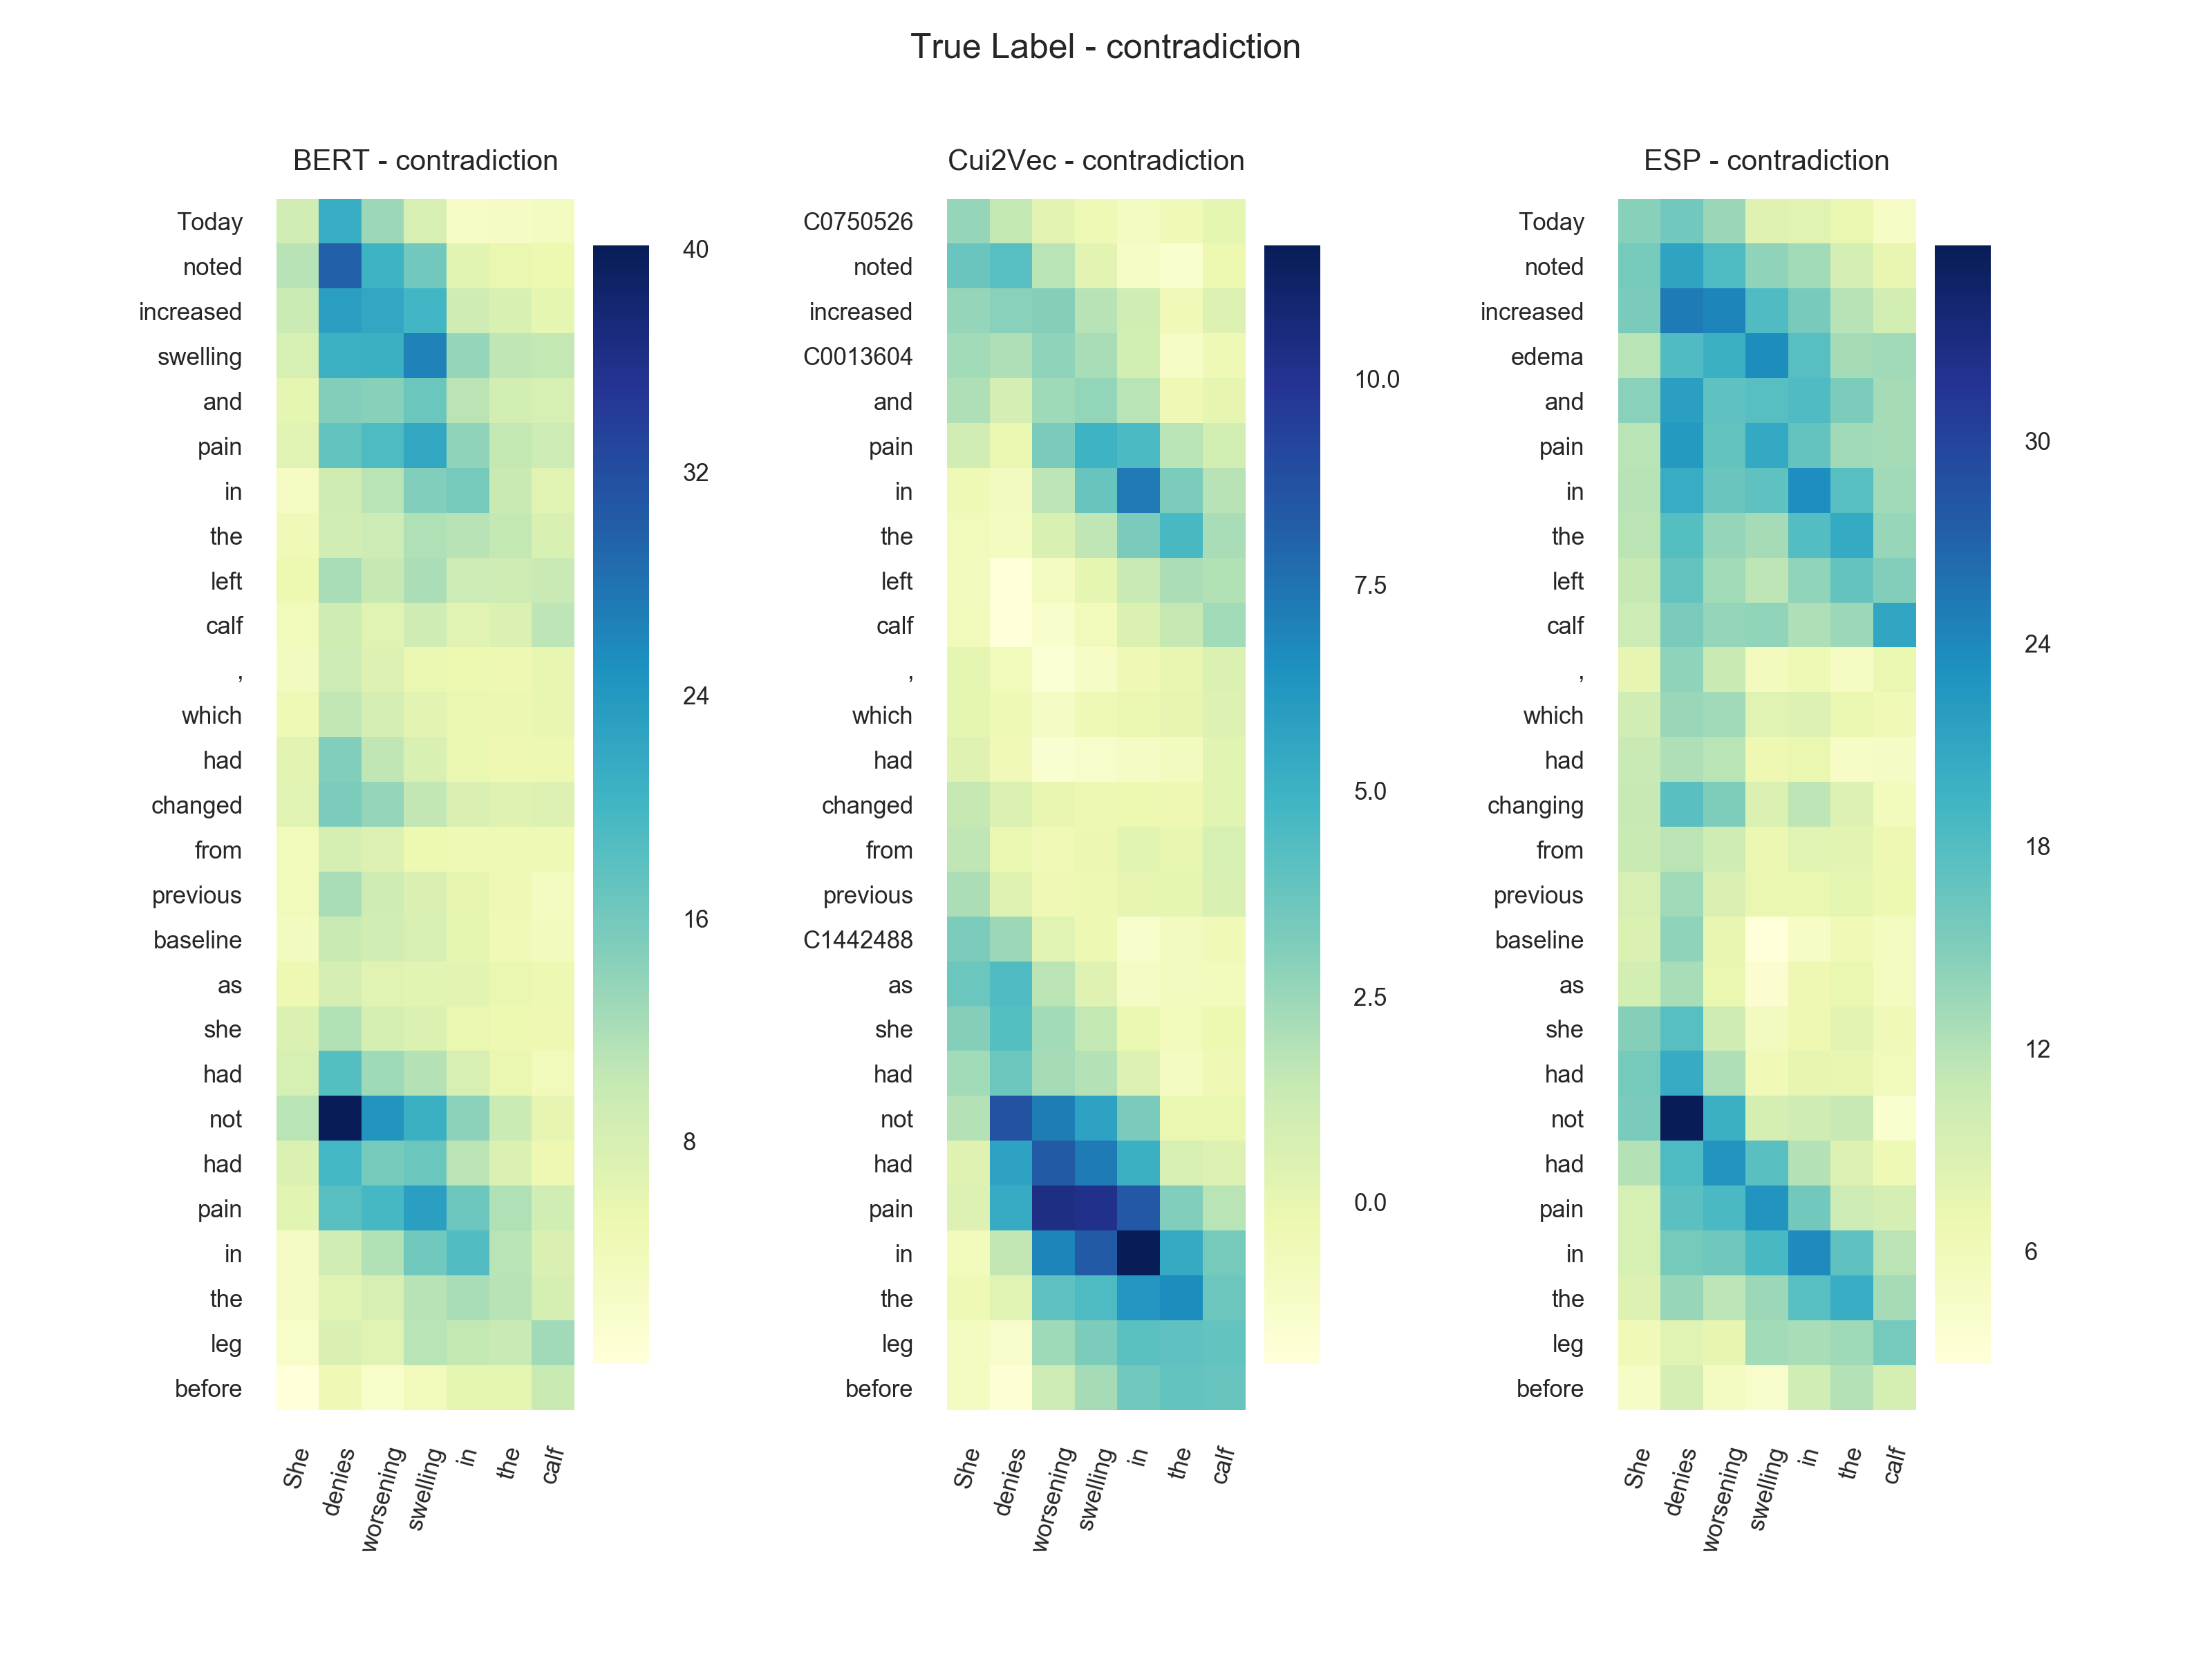 True Label - contradiction
BERT - contradiction
Today
noted
increased
swelling
and
pain
in
the
left
calf
,
which
had
changed
from
previous
baseline
as
she
had
not
had
pain
in
the
leg
before
She
denies
worsening
swelling
in
the
calf
40
32
24
16
8
Cui2Vec - contradiction
C0750526
noted
increased
C0013604
and
pain
in
the
left
calf
,
which
had
changed
from
previous
C1442488
as
she
had
not
had
pain
in
the
leg
before
She
denies
worsening
swelling
in
the
calf
10.0
7.5
5.0
2.5
0.0
ESP - contradiction
Today
noted
increased
edema
and
pain
in
the
left
calf
,
which
had
changing
from
previous
baseline
as
she
had
not
had
pain
in
the
leg
before
She
denies
worsening
swelling
in
the
calf
30
24
18
12
6